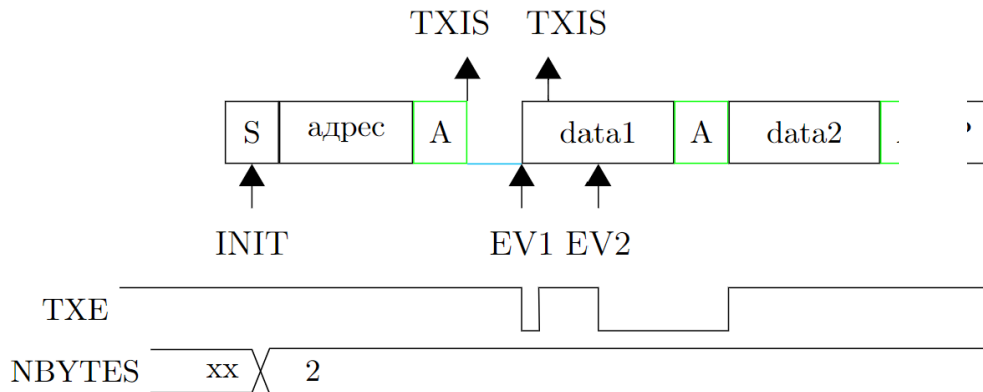 TXIS TXIS
S адрес A data1 A data2
INIT EV1 EV2
TXE
NBYTES xx 2